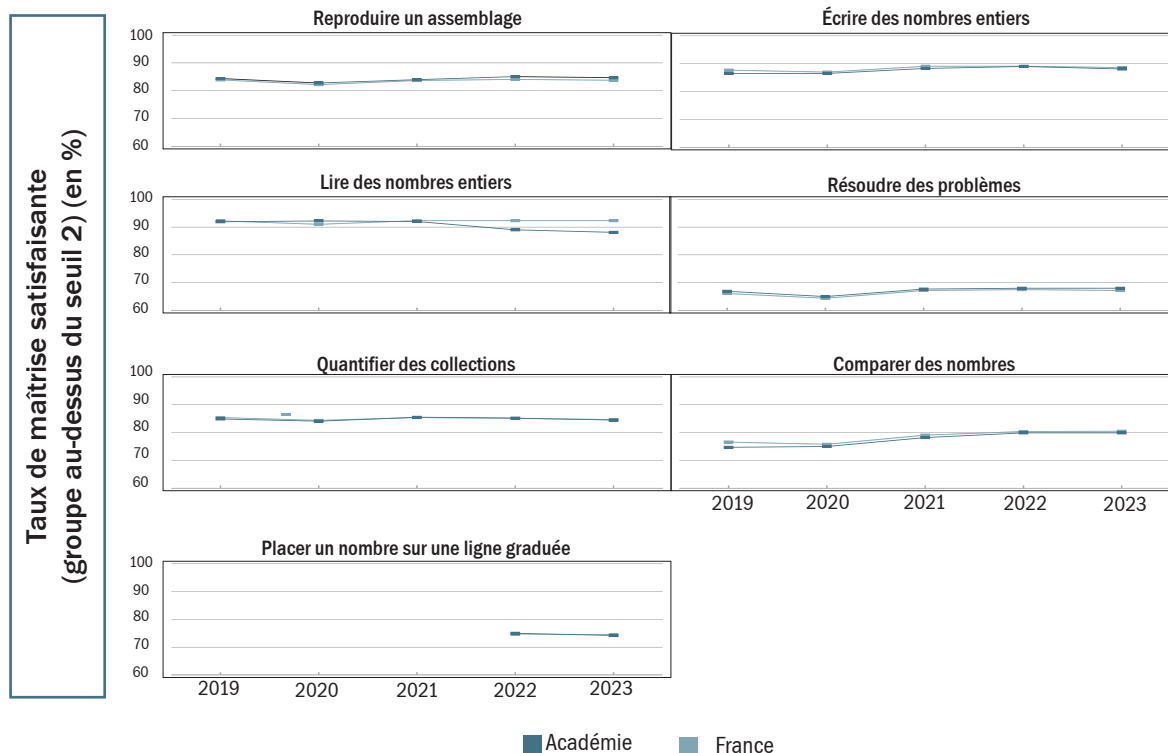 Taux de maîtrise satisfaisante
(groupe au-dessus du seuil 2) (en %)
Reproduire un assemblage
100
90
80
70
60
Écrire des nombres entiers
Lire des nombres entiers
100
90
80
70
60
Résoudre des problèmes
Quantifier des collections
100
90
80
70
60
Comparer des nombres
2019 2020 2021 2022 2023
Placer un nombre sur une ligne graduée
100
90
80
70
60
2019 2020 2021 2022 2023
Académie France